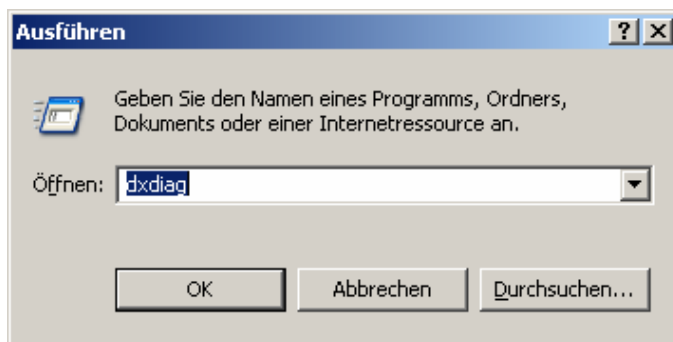 Ausführen
Geben Sie den Namen eines Programms, Ordners,
Dokuments oder einer Internetressource an.
Öffnen: dxdiag
OK Abbrechen Durchsuchen...